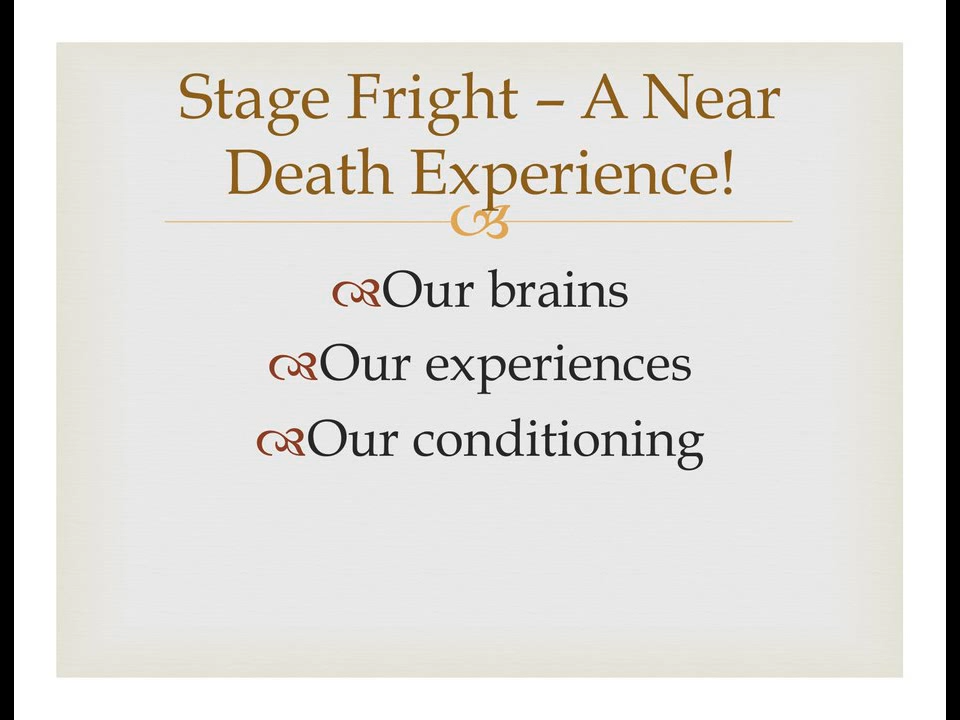 Stage Fright – A Near
Death Experience!
Our brains
Our experiences
Our conditioning